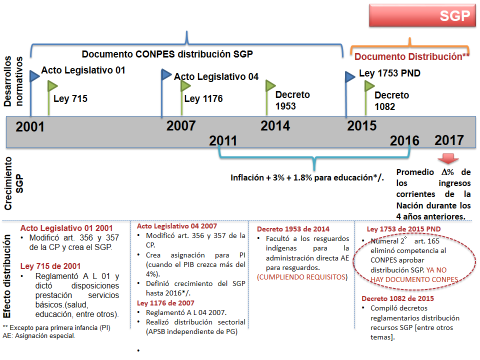 SGP
Documento CONPES distribución SGP
Documento Distribución**
Desarrollos
normativos
Acto Legislativo 01
Ley 715
Acto Legislativo 04
Ley 1176
Decreto
1953
Ley 1753 PND
Decreto
1082
2001
2007
2014
2015
2011
2016
2017
Crecimiento
SGP
Inflación + 3% + 1.8% para educación*/.
Promedio Δ% de
los ingresos
corrientes de la
Nación durante los
4 años anteriores.
Efecto distribución
Acto Legislativo 01 2001
• Modificó art. 356 y 357
de la CP y crea el SGP.
Ley 715 de 2001
• Reglamentó A L 01 y
dictó disposiciones
prestación servicios
básicos.(salud,
educación, entre otros).
** Excepto para primera infancia (PI)
AE: Asignación especial.
Acto Legislativo 04 2007
• Modificó art. 356 y 357 de la
CP.
• Crea asignación para PI
(cuando el PIB crezca más del
4%).
• Definió crecimiento del SGP
hasta 2016*/.
Ley 1176 de 2007
• Reglamentó A L 04 2007.
• Realizó distribución sectorial
(APSB independiente de PG)
•
Decreto 1953 de 2014
• Facultó a los resguardos
indígenas para la
administración directa AE
para resguardos.
(CUMPLIENDO REQUISITOS)
Ley 1753 de 2015 PND
• Numeral 2° art. 165
eliminó competencia al
CONPES aprobar
distribución SGP. YA NO
HAY DOCUMENTO CONPES
Decreto 1082 de 2015
• Compiló decretos
reglamentarios distribución
recursos SGP [entre otros
temas].